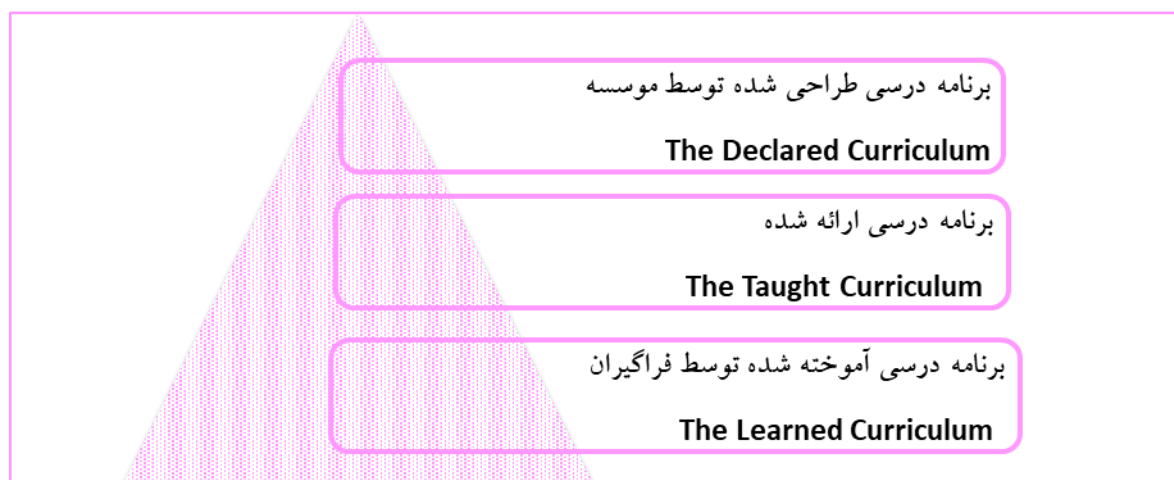 برنامه درسی طراحی شده توسط موسسه
The Declared Curriculum
برنامه درسی ارائه شده
The Taught Curriculum
برنامه درسی آموخته شده توسط فراگیران
The Learned Curriculum